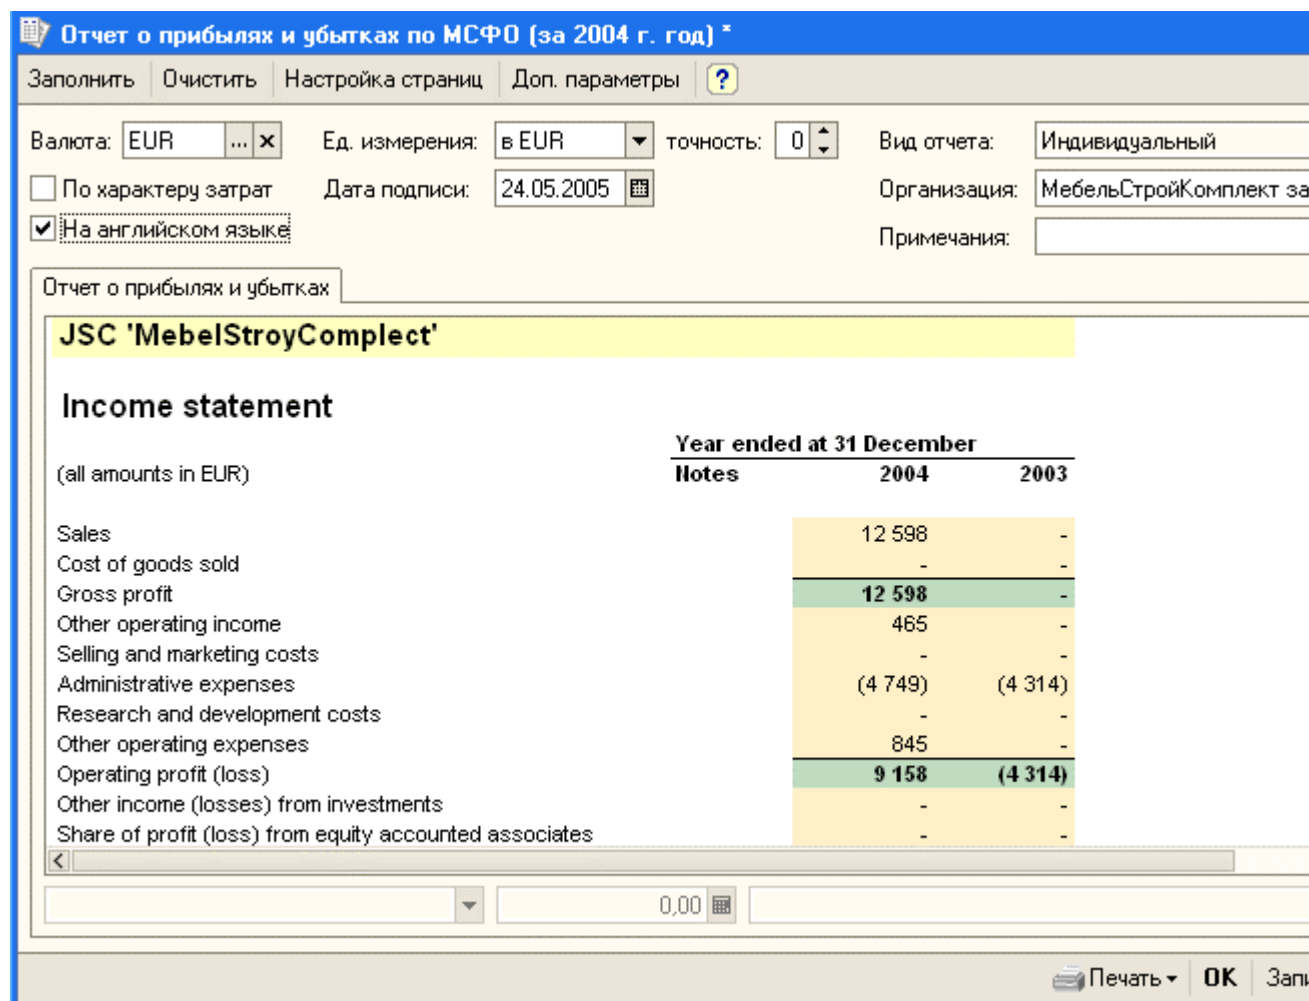 Отчет о прибылях и убытках по МСФО (за 2004 г. год) *
Заполнить Очистить Настройка страниц Доп. параметры ?
Валюта: EUR ... x Ед. измерения: в EUR точность: 0 Вид отчета: Индивидуальный
По характеру затрат Дата подписи: 24.05.2005 Организация: МебельСтройКомплект за
На английском языке Примечания:
Отчет о прибылях и убытках
JSC 'MebelStroyComplect'
Income statement
Year ended at 31 December
(all amounts in EUR) Notes 2004 2003
Sales 12 598 -
Cost of goods sold - -
Gross profit 12 598 -
Other operating income 465 -
Selling and marketing costs - -
Administrative expenses (4 749) (4 314)
Research and development costs - -
Other operating expenses 845 -
Operating profit (loss) 9 158 (4 314)
Other income (losses) from investments - -
Share of profit (loss) from equity accounted associates - -
0,00
Печать OK Запи